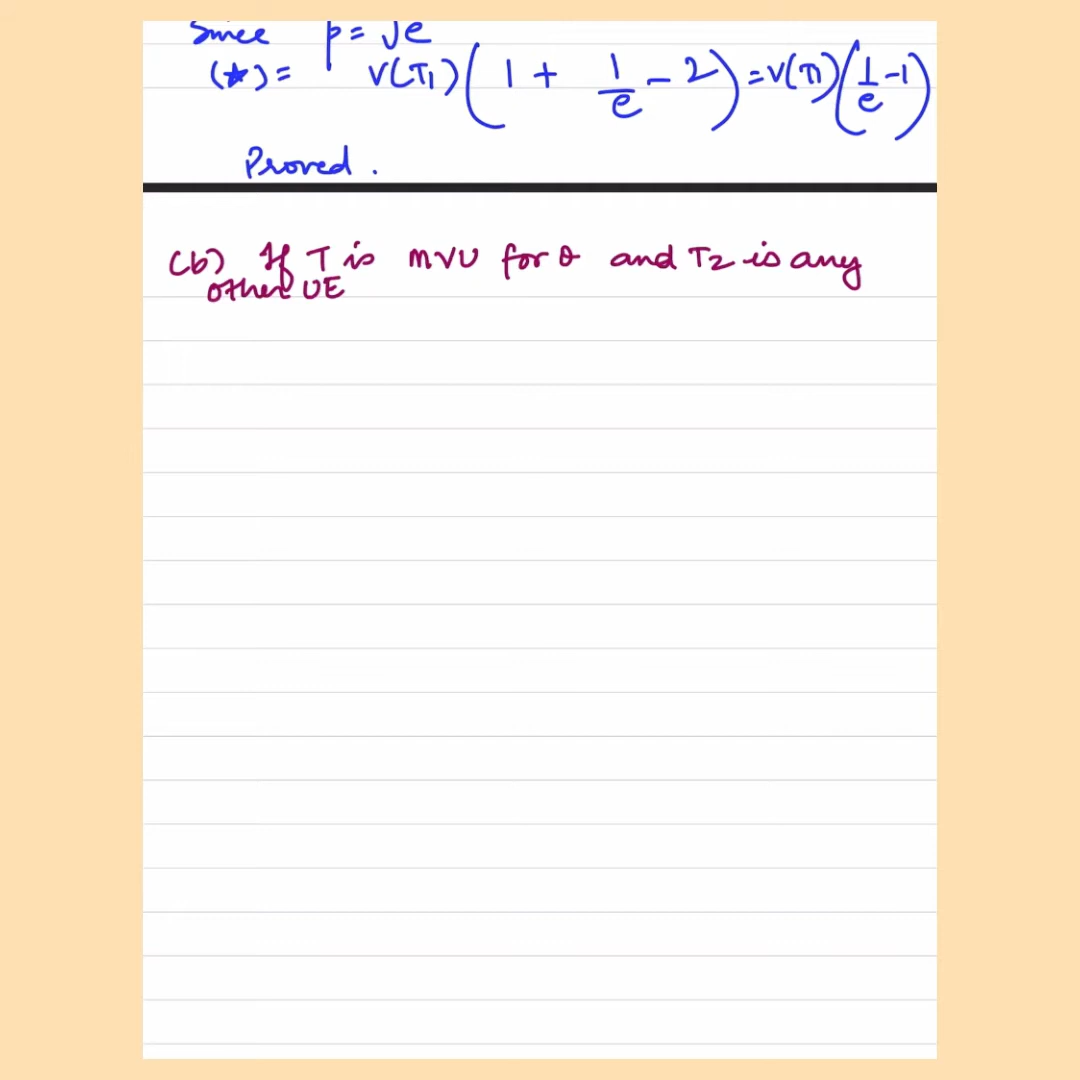 Since p = √e
(★) = V(T1) ( 1 + 1/e - 2 ) = V(T1) ( 1/e - 1 )
Proved .
(b) If T is MVU for θ and T2 is any
other UE